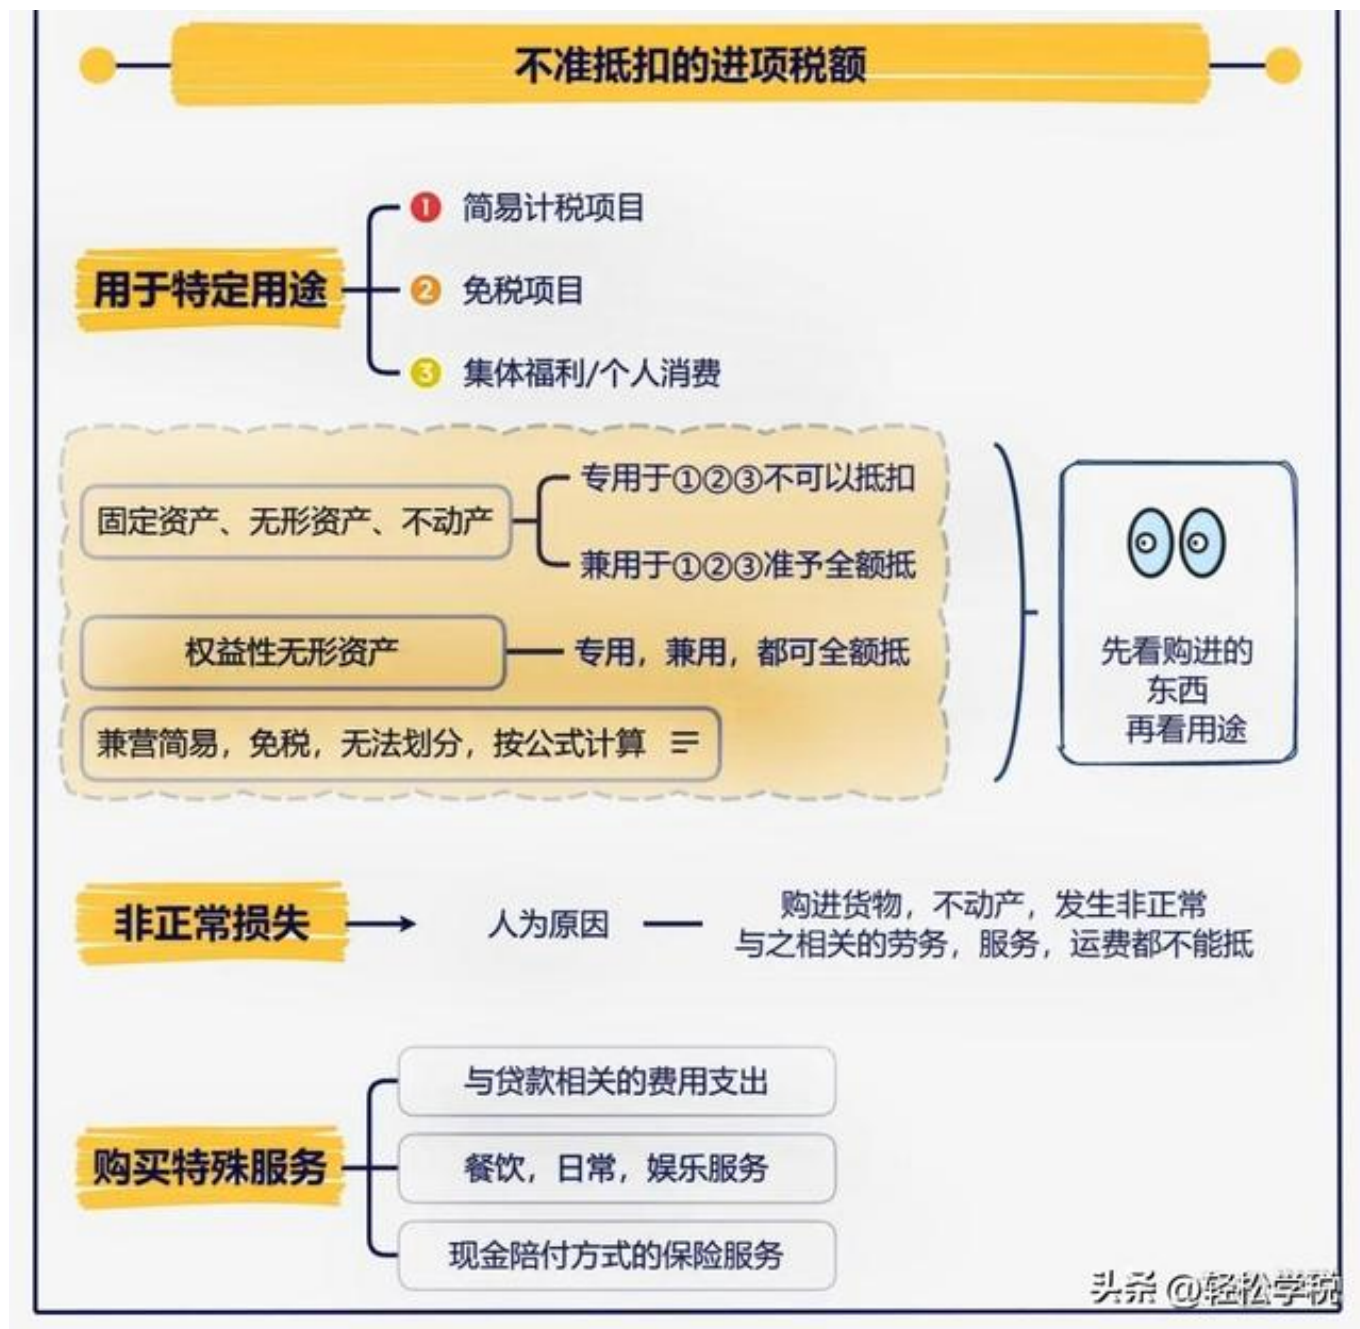 不准抵扣的进项税额
用于特定用途
1 简易计税项目
2 免税项目
3 集体福利/个人消费
固定资产、无形资产、不动产
专用于①②③不可以抵扣
兼用于①②③准予全额抵
权益性无形资产
专用，兼用，都可全额抵
兼营简易，免税，无法划分，按公式计算
先看购进的
东西
再看用途
非正常损失
人为原因
购进货物，不动产，发生非正常
与之相关的劳务，服务，运费都不能抵
购买特殊服务
与贷款相关的费用支出
餐饮，日常，娱乐服务
现金陪付方式的保险服务
头条 @轻松学税